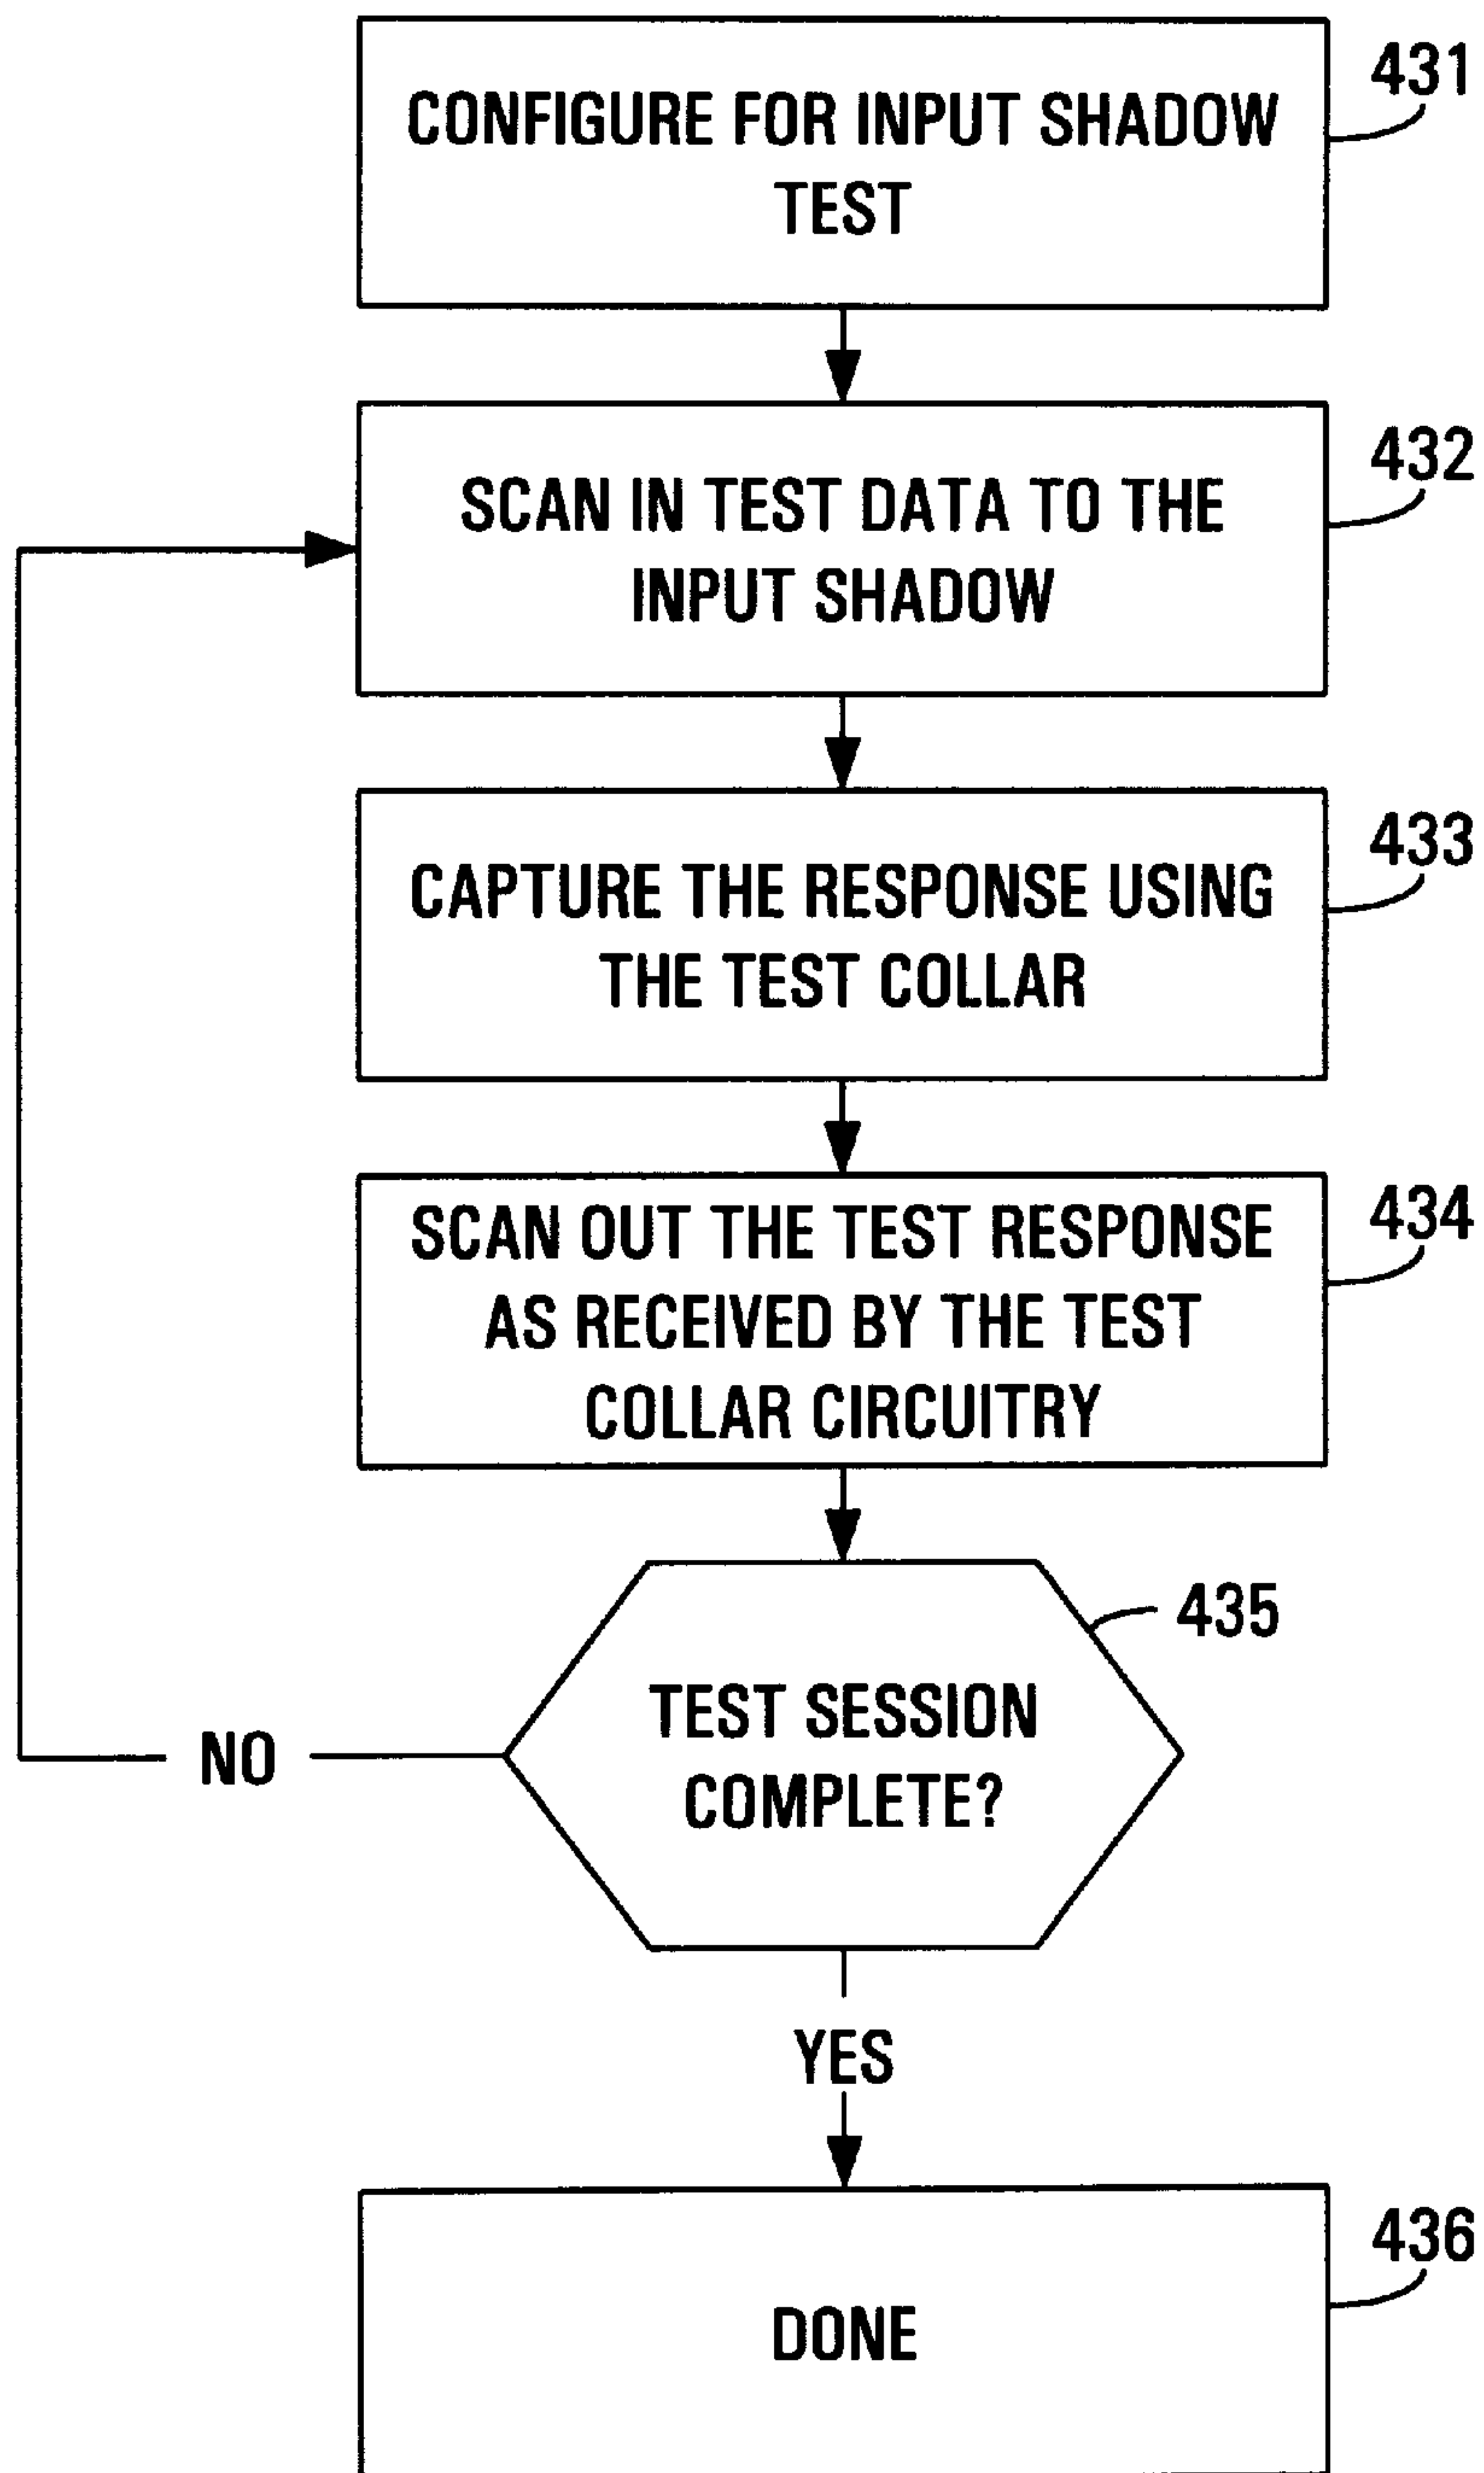 431
CONFIGURE FOR INPUT SHADOW
TEST
432
SCAN IN TEST DATA TO THE
INPUT SHADOW
433
CAPTURE THE RESPONSE USING
THE TEST COLLAR
434
SCAN OUT THE TEST RESPONSE
AS RECEIVED BY THE TEST
COLLAR CIRCUITRY
435
TEST SESSION
COMPLETE?
NO
YES
436
DONE